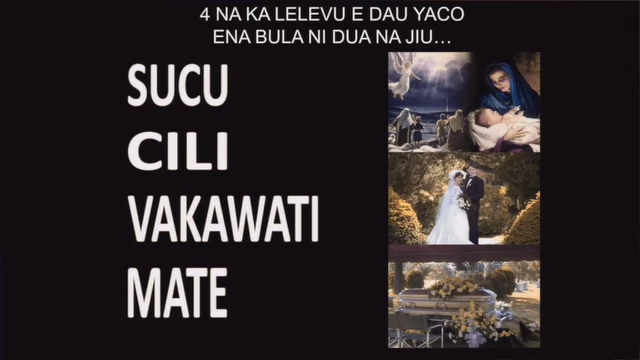 4 NA KA LELEVU E DAU YACO
ENA BULA NI DUA NA JIU...
SUCU
CILI
VAKAWATI
MATE